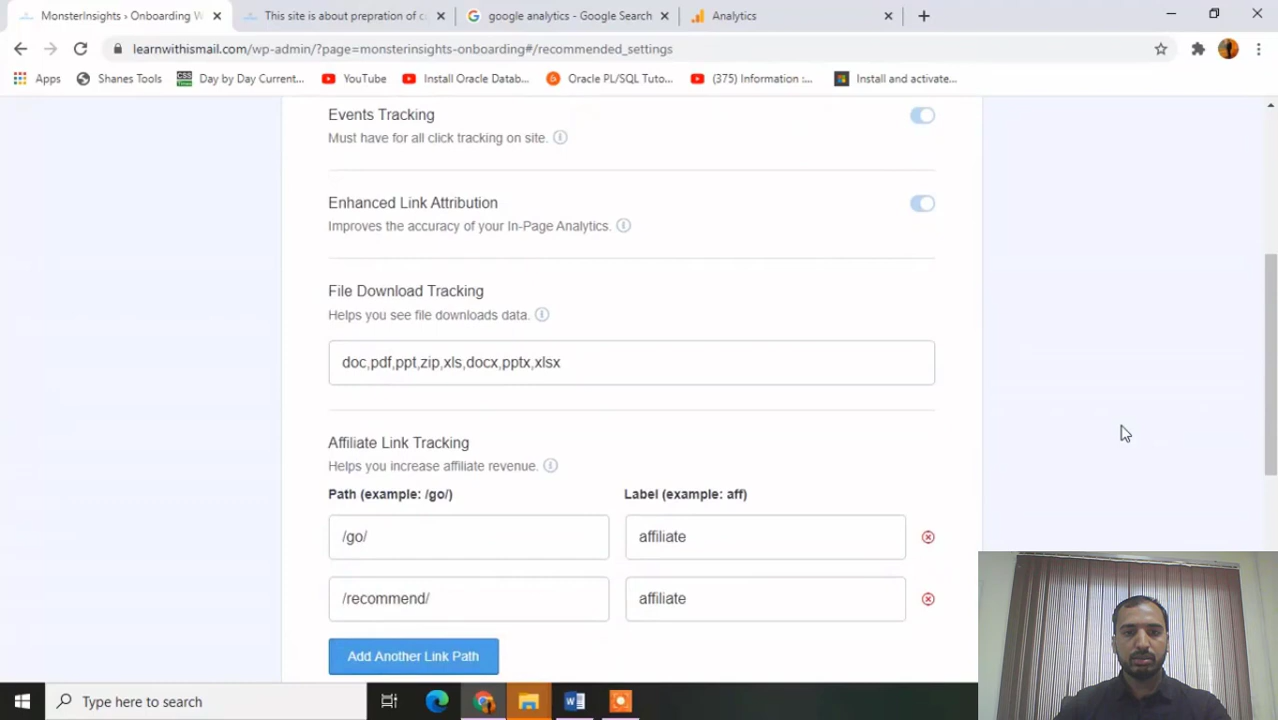 MonsterInsights › Onboarding W
This site is about prepration of c
google analytics - Google Search
Analytics
learnwithismail.com/wp-admin/?page=monsterinsights-onboarding#/recommended_settings
Apps
Shanes Tools
CSS
Day by Day Current...
YouTube
Install Oracle Datab...
Oracle PL/SQL Tuto...
(375) Information :...
Install and activate...
Events Tracking
Must have for all click tracking on site.
Enhanced Link Attribution
Improves the accuracy of your In-Page Analytics.
File Download Tracking
Helps you see file downloads data.
doc,pdf,ppt,zip,xls,docx,pptx,xlsx
Affiliate Link Tracking
Helps you increase affiliate revenue.
Path (example: /go/)
Label (example: aff)
/go/
affiliate
/recommend/
affiliate
Add Another Link Path
Type here to search